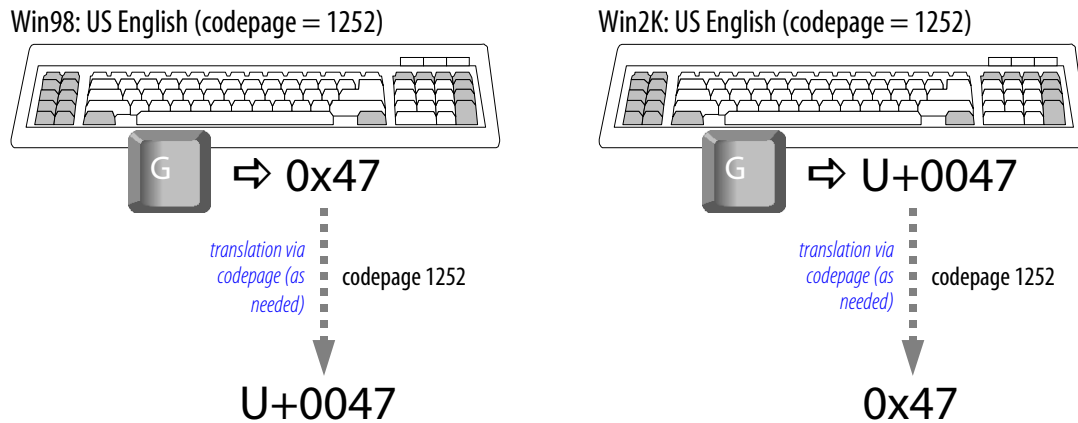 Win98: US English (codepage = 1252)
G ⇨ 0x47
translation via
codepage (as
needed)
codepage 1252
U+0047
Win2K: US English (codepage = 1252)
G ⇨ U+0047
translation via
codepage (as
needed)
codepage 1252
0x47